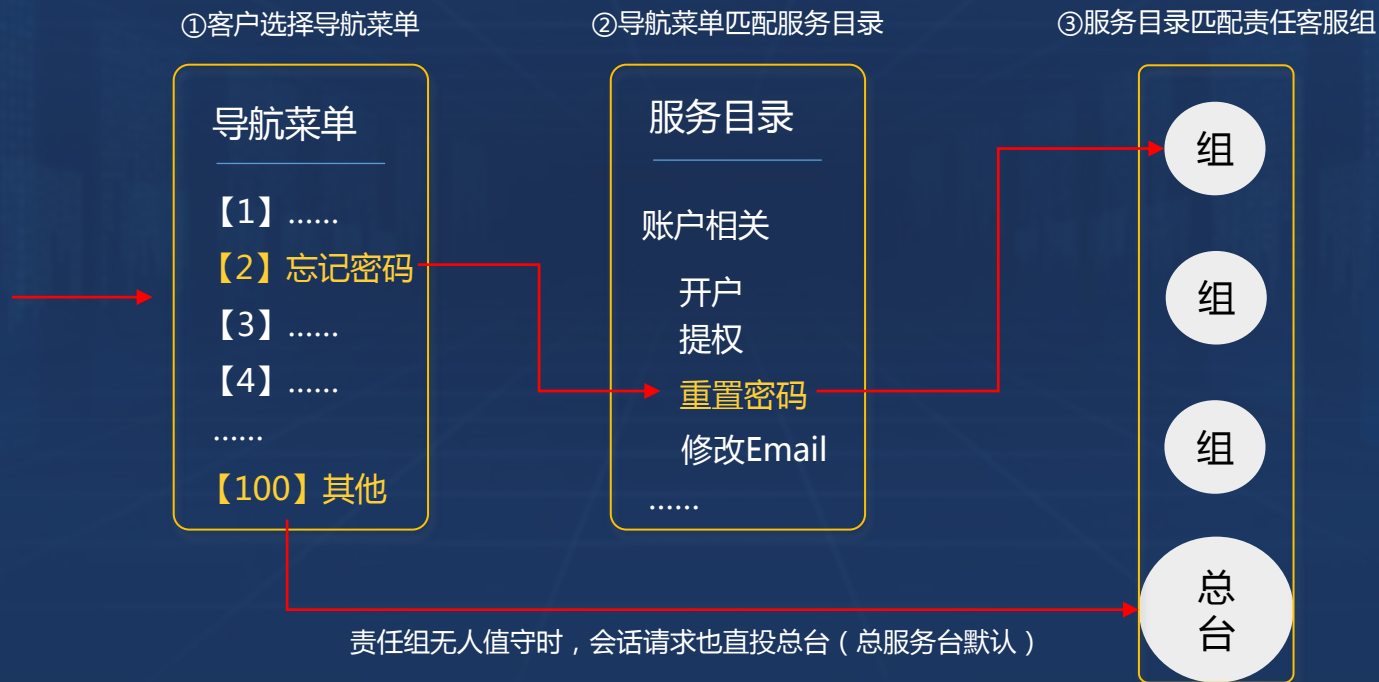 ①客户选择导航菜单
②导航菜单匹配服务目录
③服务目录匹配责任客服组
导航菜单
【1】......
【2】忘记密码
【3】......
【4】......
......
【100】其他
服务目录
账户相关
开户
提权
重置密码
修改Email
......
组
组
组
总
台
责任组无人值守时，会话请求也直投总台（总服务台默认）